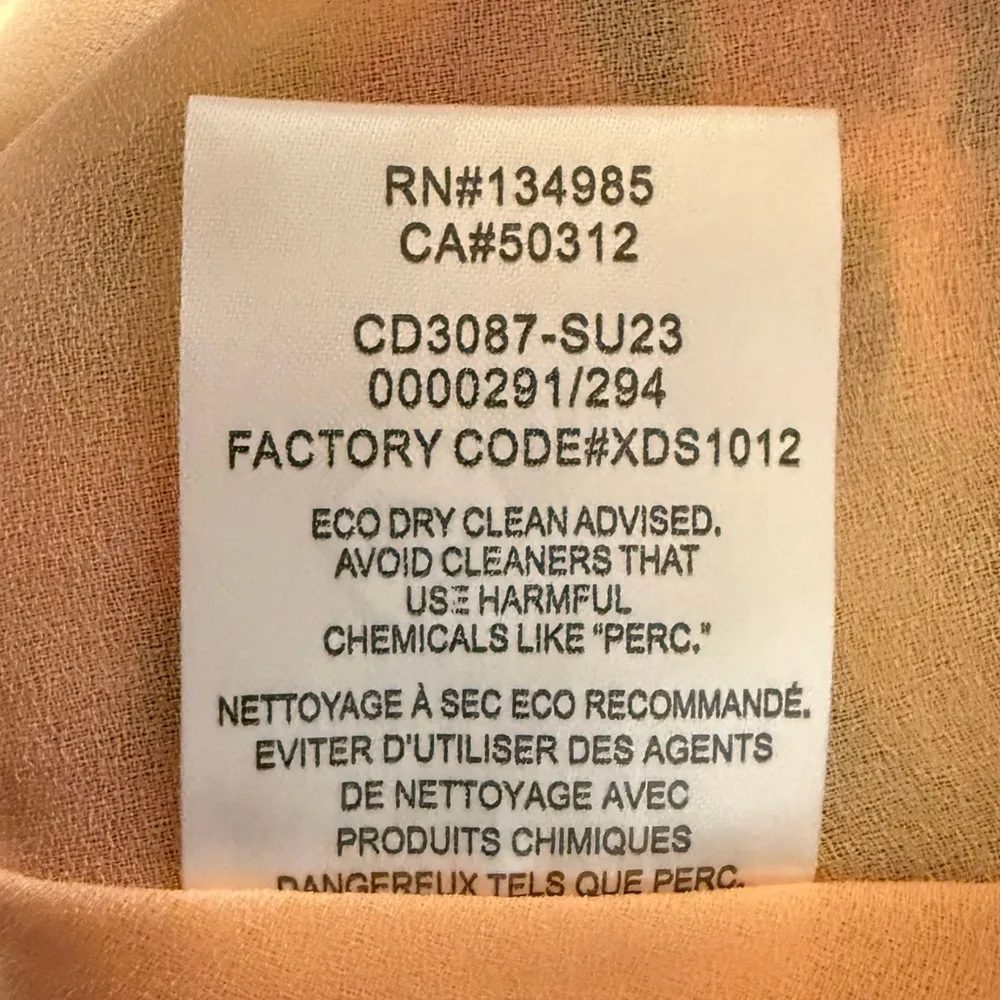 RN#134985
CA#50312
CD3087-SU23
0000291/294
FACTORY CODE#XDS1012
ECO DRY CLEAN ADVISED.
AVOID CLEANERS THAT
USE HARMFUL
CHEMICALS LIKE "PERC."
NETTOYAGE À SEC ECO RECOMMANDÉ.
EVITER D'UTILISER DES AGENTS
DE NETTOYAGE AVEC
PRODUITS CHIMIQUES
DANGEREUX TELS QUE PERC.